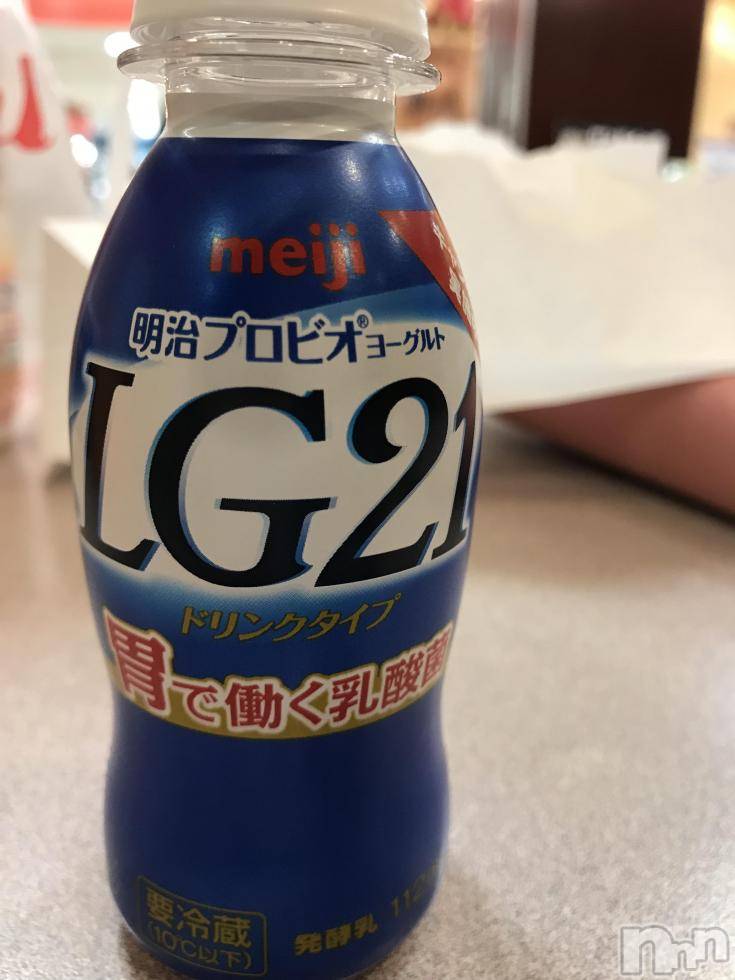 meiji
明治プロビオ®ヨーグルト
LG21
ドリンクタイプ
胃で働く乳酸菌
要冷蔵
(10℃以下)
発酵乳 112